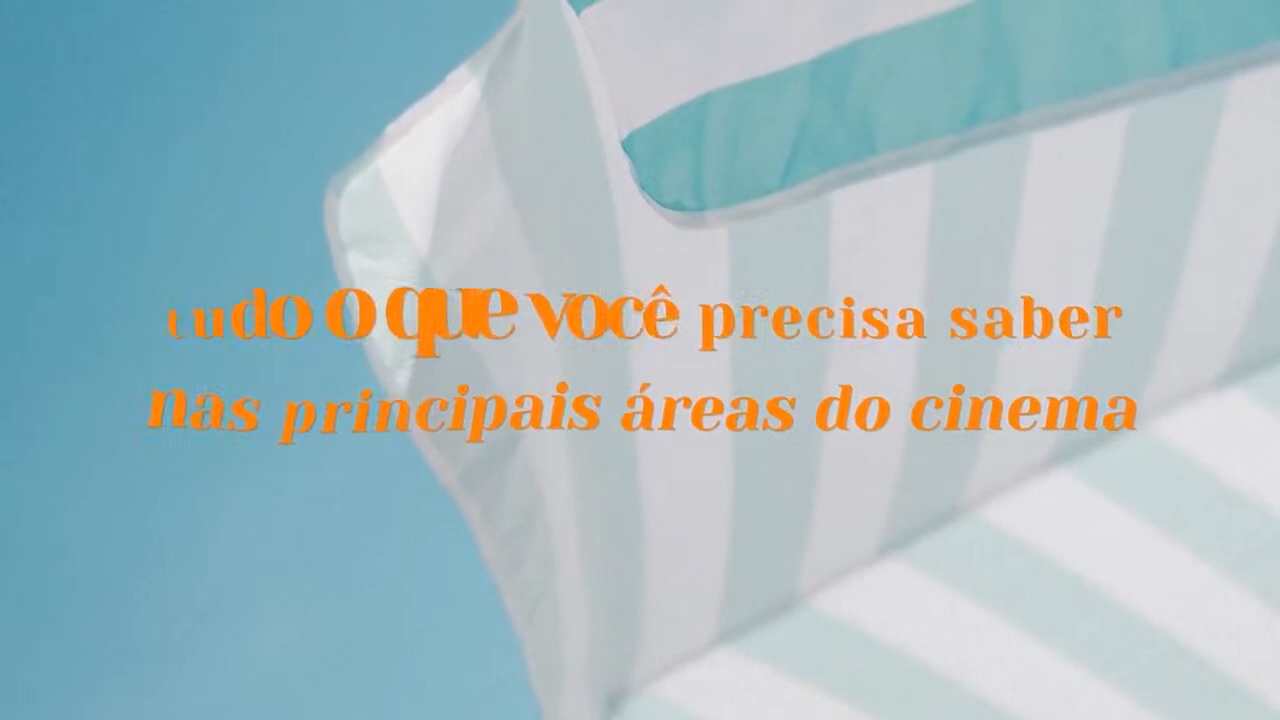 tudo o que você precisa saber
nas principais áreas do cinema